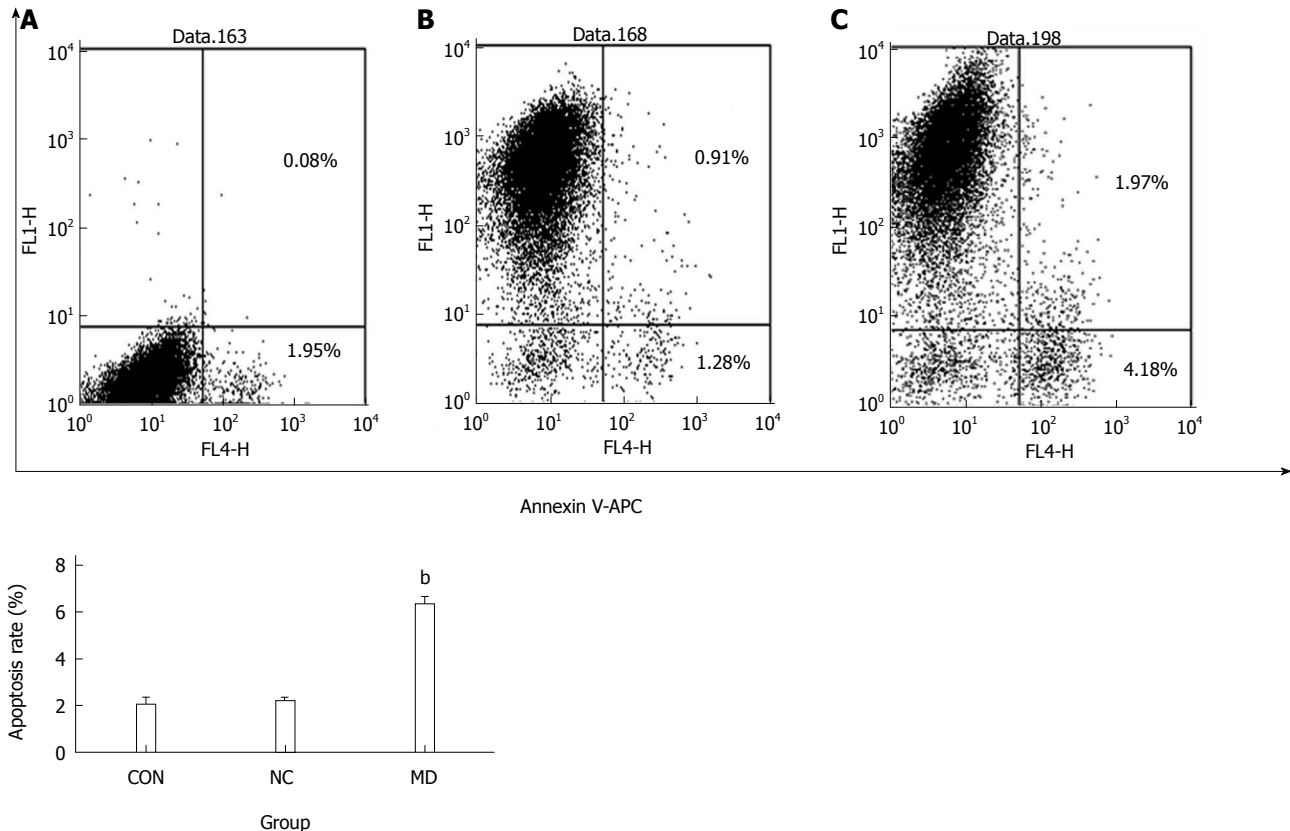 A
Data.163
10⁴
10³
10²
10¹
10⁰
FL1-H
0.08%
1.95%
10⁰ 10¹ 10² 10³ 10⁴
FL4-H
B
Data.168
10⁴
10³
10²
10¹
10⁰
FL1-H
0.91%
1.28%
10⁰ 10¹ 10² 10³ 10⁴
FL4-H
C
Data.198
10⁴
10³
10²
10¹
10⁰
FL1-H
1.97%
4.18%
10⁰ 10¹ 10² 10³ 10⁴
FL4-H
Annexin V-APC
Apoptosis rate (%)
8
6
4
2
0
b
CON NC MD
Group